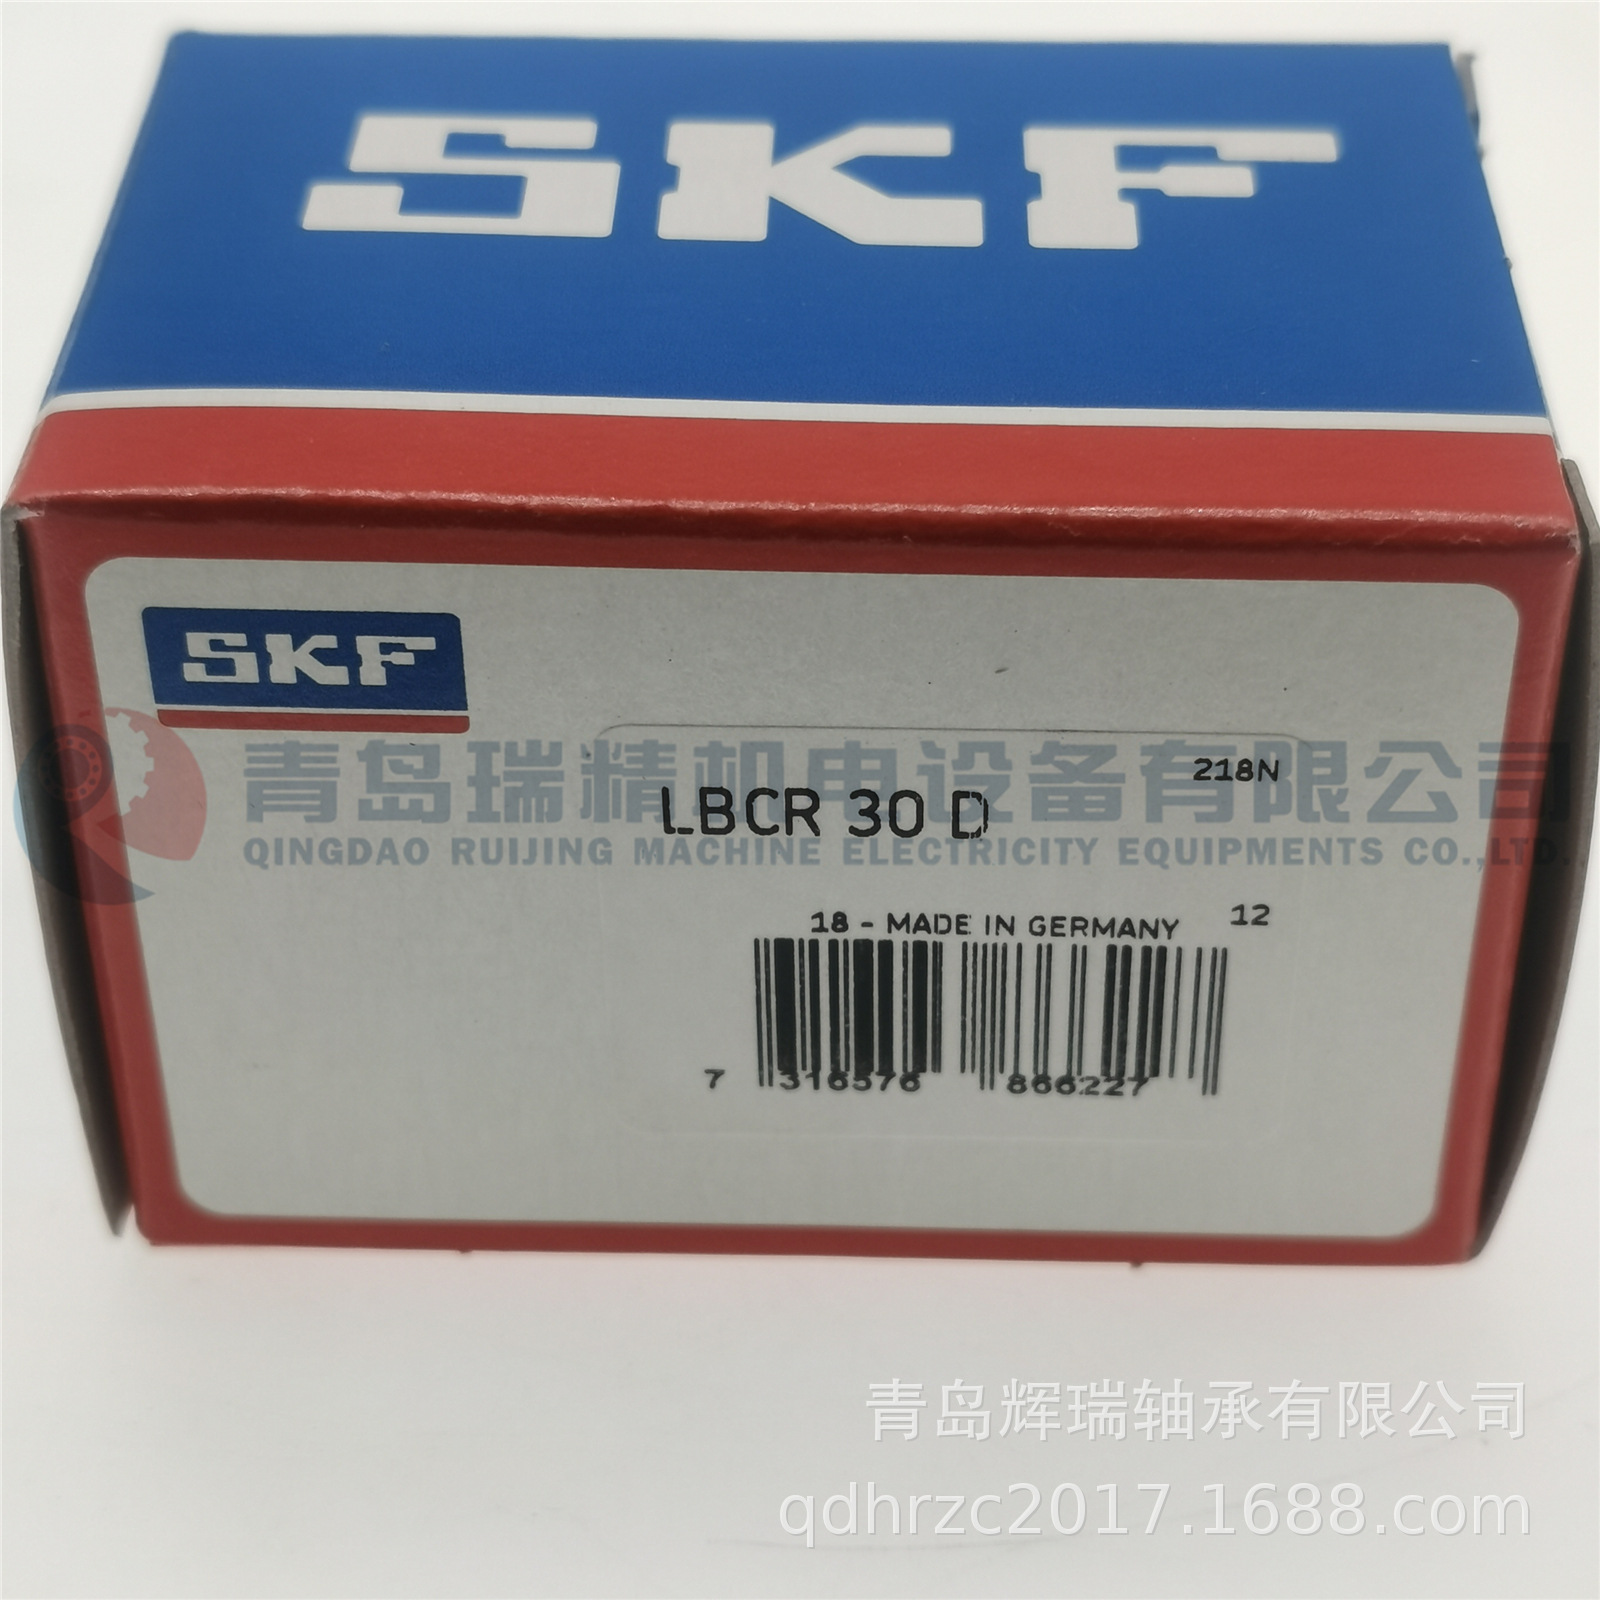 SKF
SKF
218N
青岛瑞精机电设备有限公司
LBCR 30 D
QINGDAO RUIJING MACHINE ELECTRICITY EQUIPMENTS CO.,LTD.
18 - MADE IN GERMANY 12
7 316576 866227
青岛辉瑞轴承有限公司
qdhrzc2017.1688.com